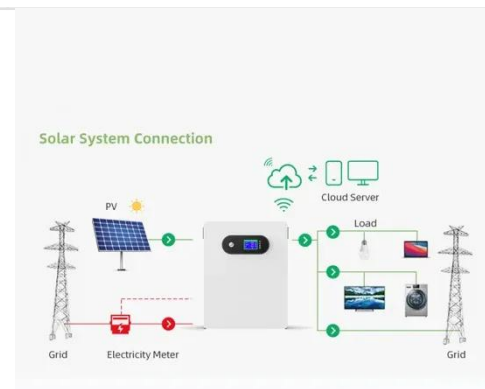 Solar System Connection
Cloud Server
PV
Load
Grid
Electricity Meter
Grid